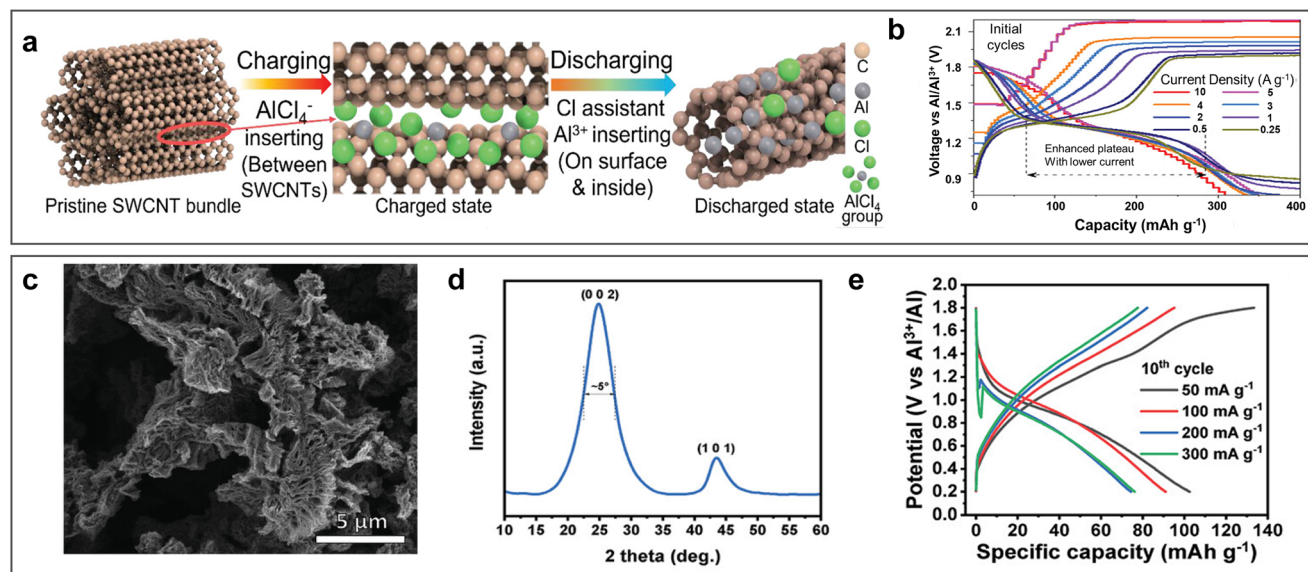 a
Charging
AlCl4-
inserting
(Between
SWCNTs)
Pristine SWCNT bundle
Charged state
Discharging
Cl assistant
Al3+ inserting
(On surface
& inside)
Discharged state
C
Al
Cl
AlCl4
group
b
Initial
cycles
Current Density (A g-1)
10 5
4 3
2 1
0.5 0.25
Enhanced plateau
With lower current
Voltage vs Al/Al3+ (V)
2.1
1.8
1.5
1.2
0.9
0 100 200 300 400
Capacity (mAh g-1)
c
5 μm
d
(0 0 2)
~5°
(1 0 1)
Intensity (a.u.)
10 15 20 25 30 35 40 45 50 55 60
2 theta (deg.)
e
Potential (V vs Al3+/Al)
2.0
1.8
1.6
1.4
1.2
1.0
0.8
0.6
0.4
0.2
0.0
10th cycle
50 mA g-1
100 mA g-1
200 mA g-1
300 mA g-1
0 20 40 60 80 100 120 140
Specific capacity (mAh g-1)